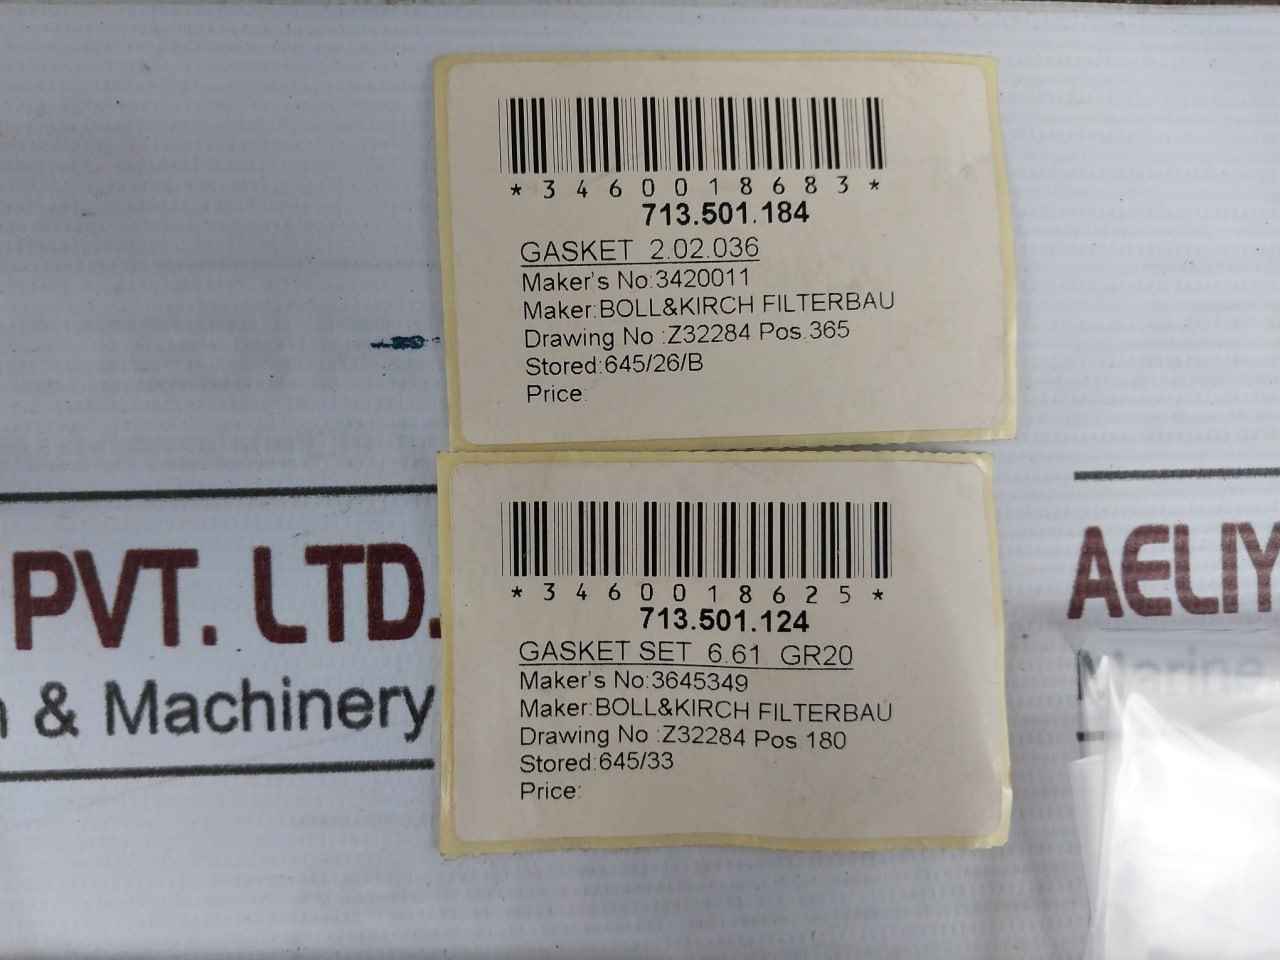 *3460018683*
713.501.184
GASKET 2.02.036
Maker's No:3420011
Maker:BOLL&KIRCH FILTERBAU
Drawing No :Z32284 Pos.365
Stored:645/26/B
Price:
*3460018625*
713.501.124
GASKET SET 6.61 GR20
Maker's No:3645349
Maker:BOLL&KIRCH FILTERBAU
Drawing No :Z32284 Pos 180
Stored:645/33
Price:
PVT. LTD.
& Machinery
AELIY
Marine